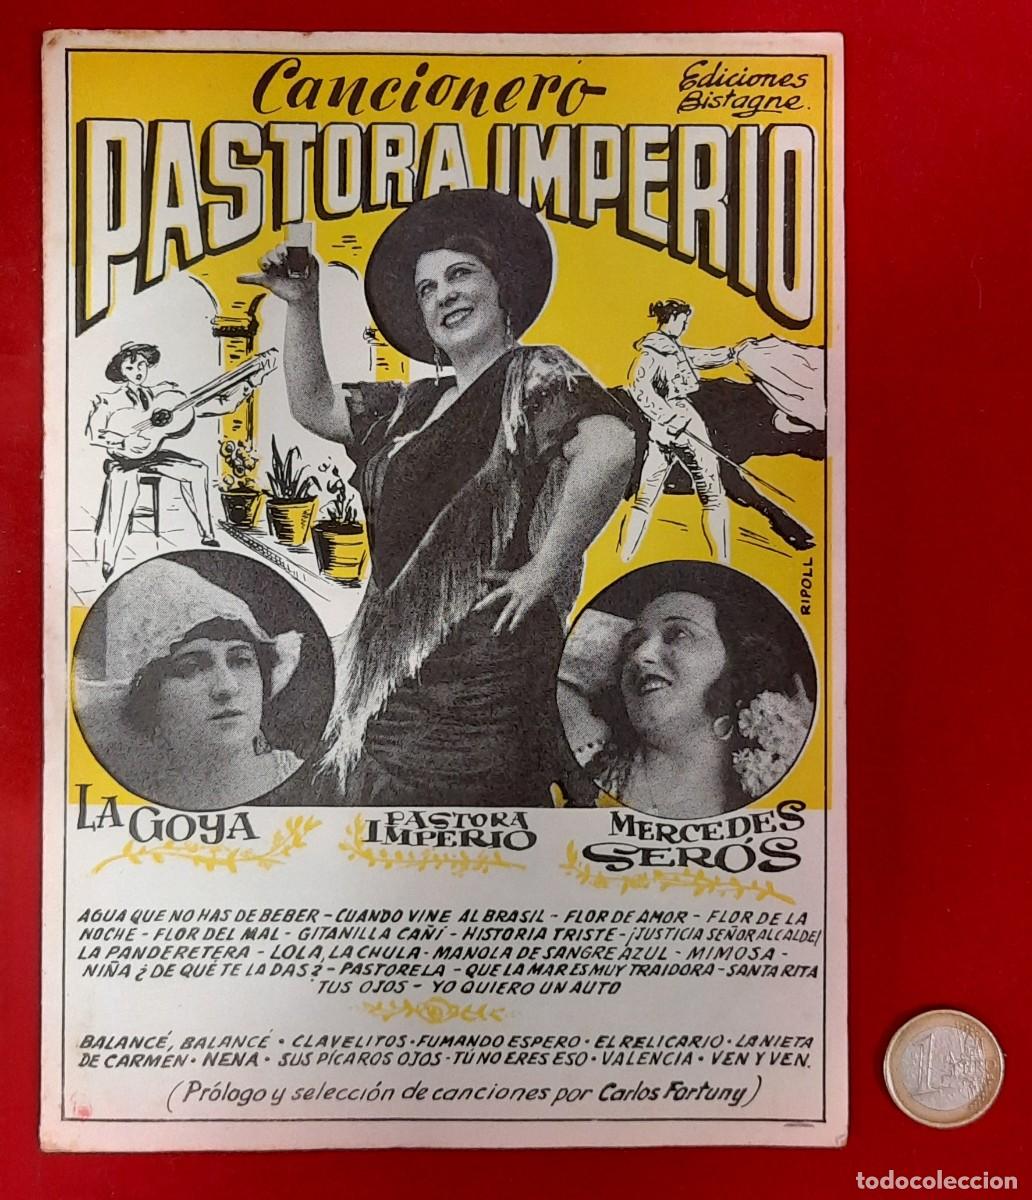 Cancionero
Ediciones
Bistagne.
PASTORA IMPERIO
RIPOLL
LA GOYA
PASTORA
IMPERIO
MERCEDES
SERÓS
AGUA QUE NO HAS DE BEBER - CUANDO VINE AL BRASIL - FLOR DE AMOR - FLOR DE LA
NOCHE - FLOR DEL MAL - GITANILLA CAÑÍ - HISTORIA TRISTE - ¡JUSTICIA SEÑOR ALCALDE!
LA PANDERETERA - LOLA, LA CHULA - MANOLA DE SANGRE AZUL - MIMOSA -
NIÑA ¿DE QUÉ TE LA DAS? - PASTORELA - QUE LA MAR ES MUY TRAIDORA - SANTA RITA
TUS OJOS - YO QUIERO UN AUTO
BALANCÉ, BALANCÉ • CLAVELITOS • FUMANDO ESPERO • EL RELICARIO • LA NIETA
DE CARMEN • NENA • SUS PÍCAROS OJOS • TÚ NO ERES ESO • VALENCIA • VEN Y VEN.
(Prólogo y selección de canciones por Carlos Fortuny)
1
todocoleccion